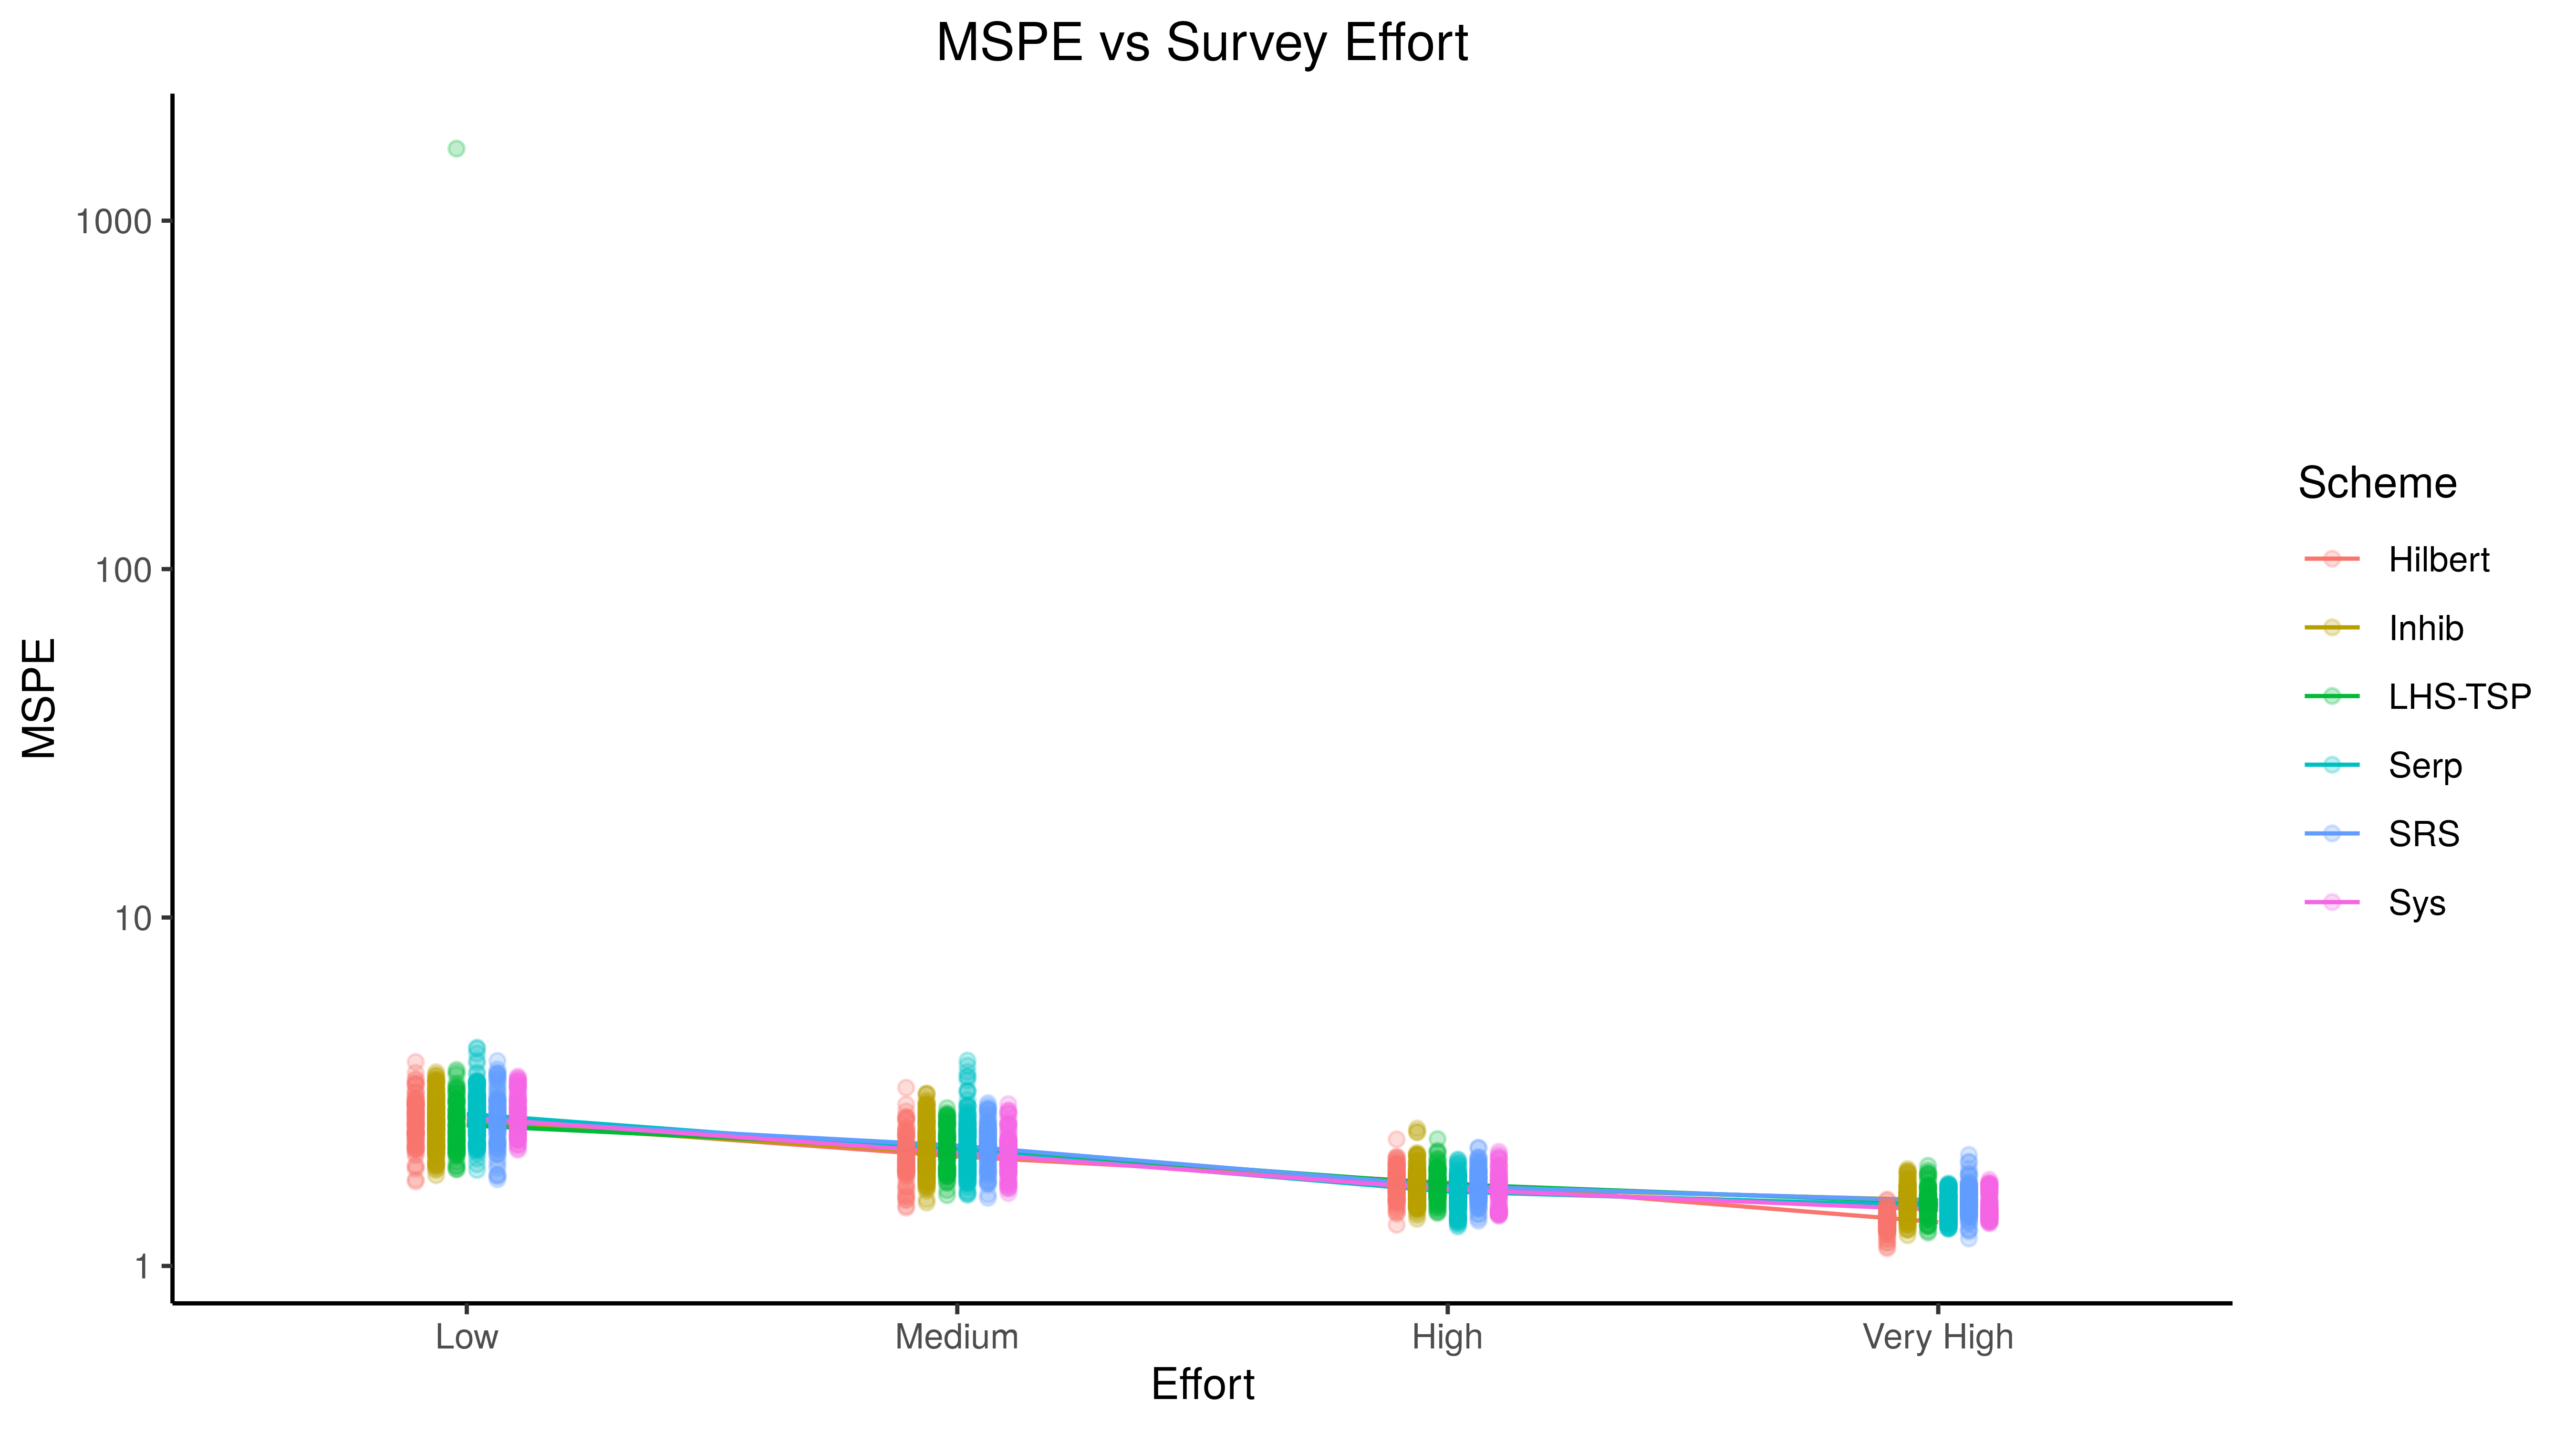 MSPE vs Survey Effort
MSPE
1000
100
10
1
Low
Medium
High
Very High
Effort
Scheme
Hilbert
Inhib
LHS-TSP
Serp
SRS
Sys